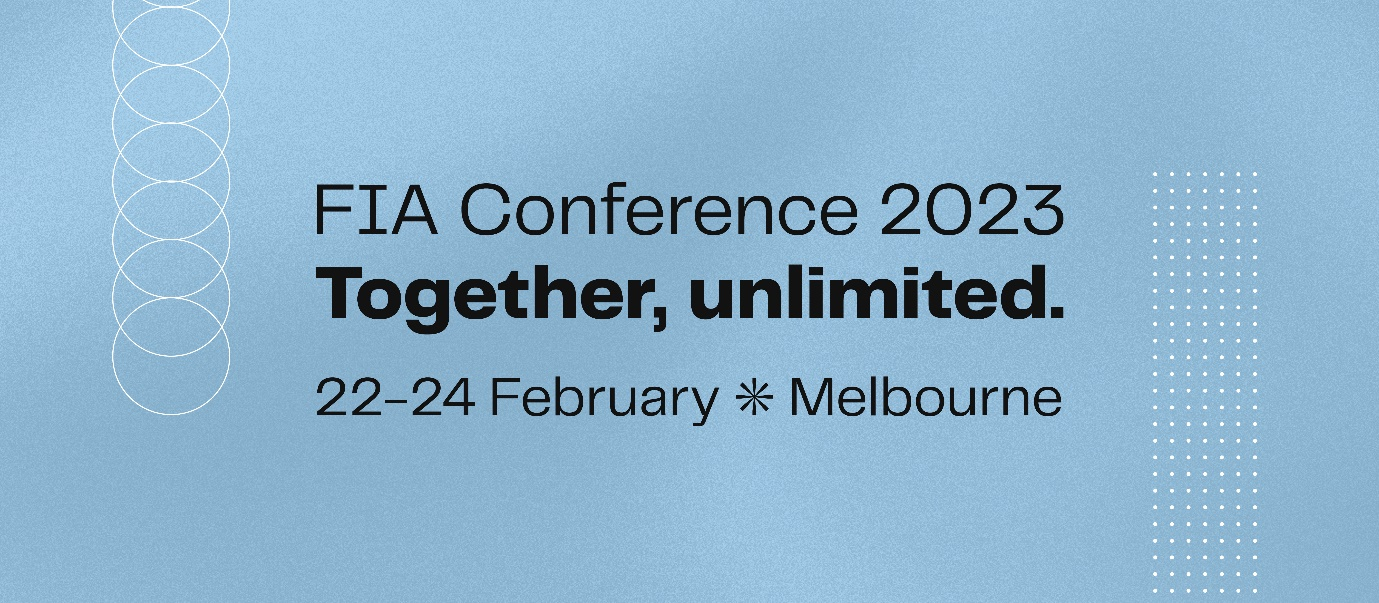 FIA Conference 2023
Together, unlimited.
22–24 February ✳ Melbourne